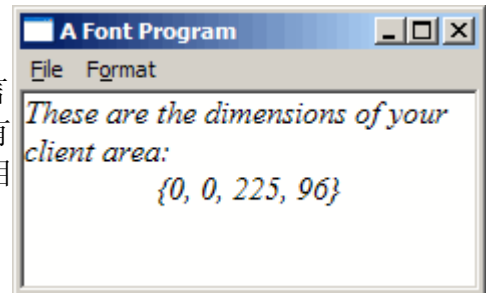 A Font Program
File Format
These are the dimensions of your
client area:
{0, 0, 225, 96}